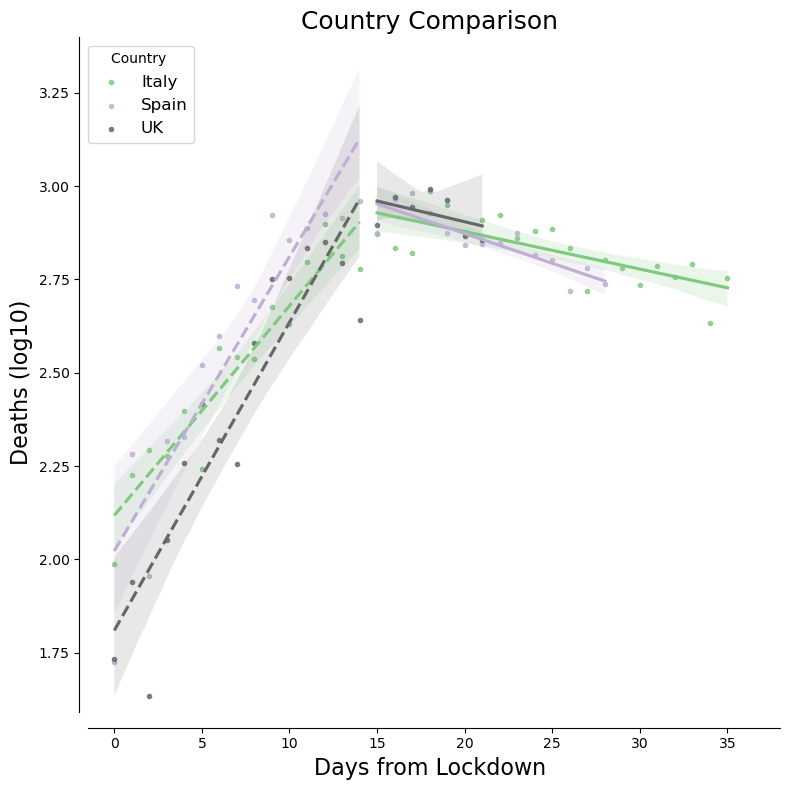 Country Comparison
Country
Italy
Spain
UK
Deaths (log10)
3.25
3.00
2.75
2.50
2.25
2.00
1.75
0 5 10 15 20 25 30 35
Days from Lockdown